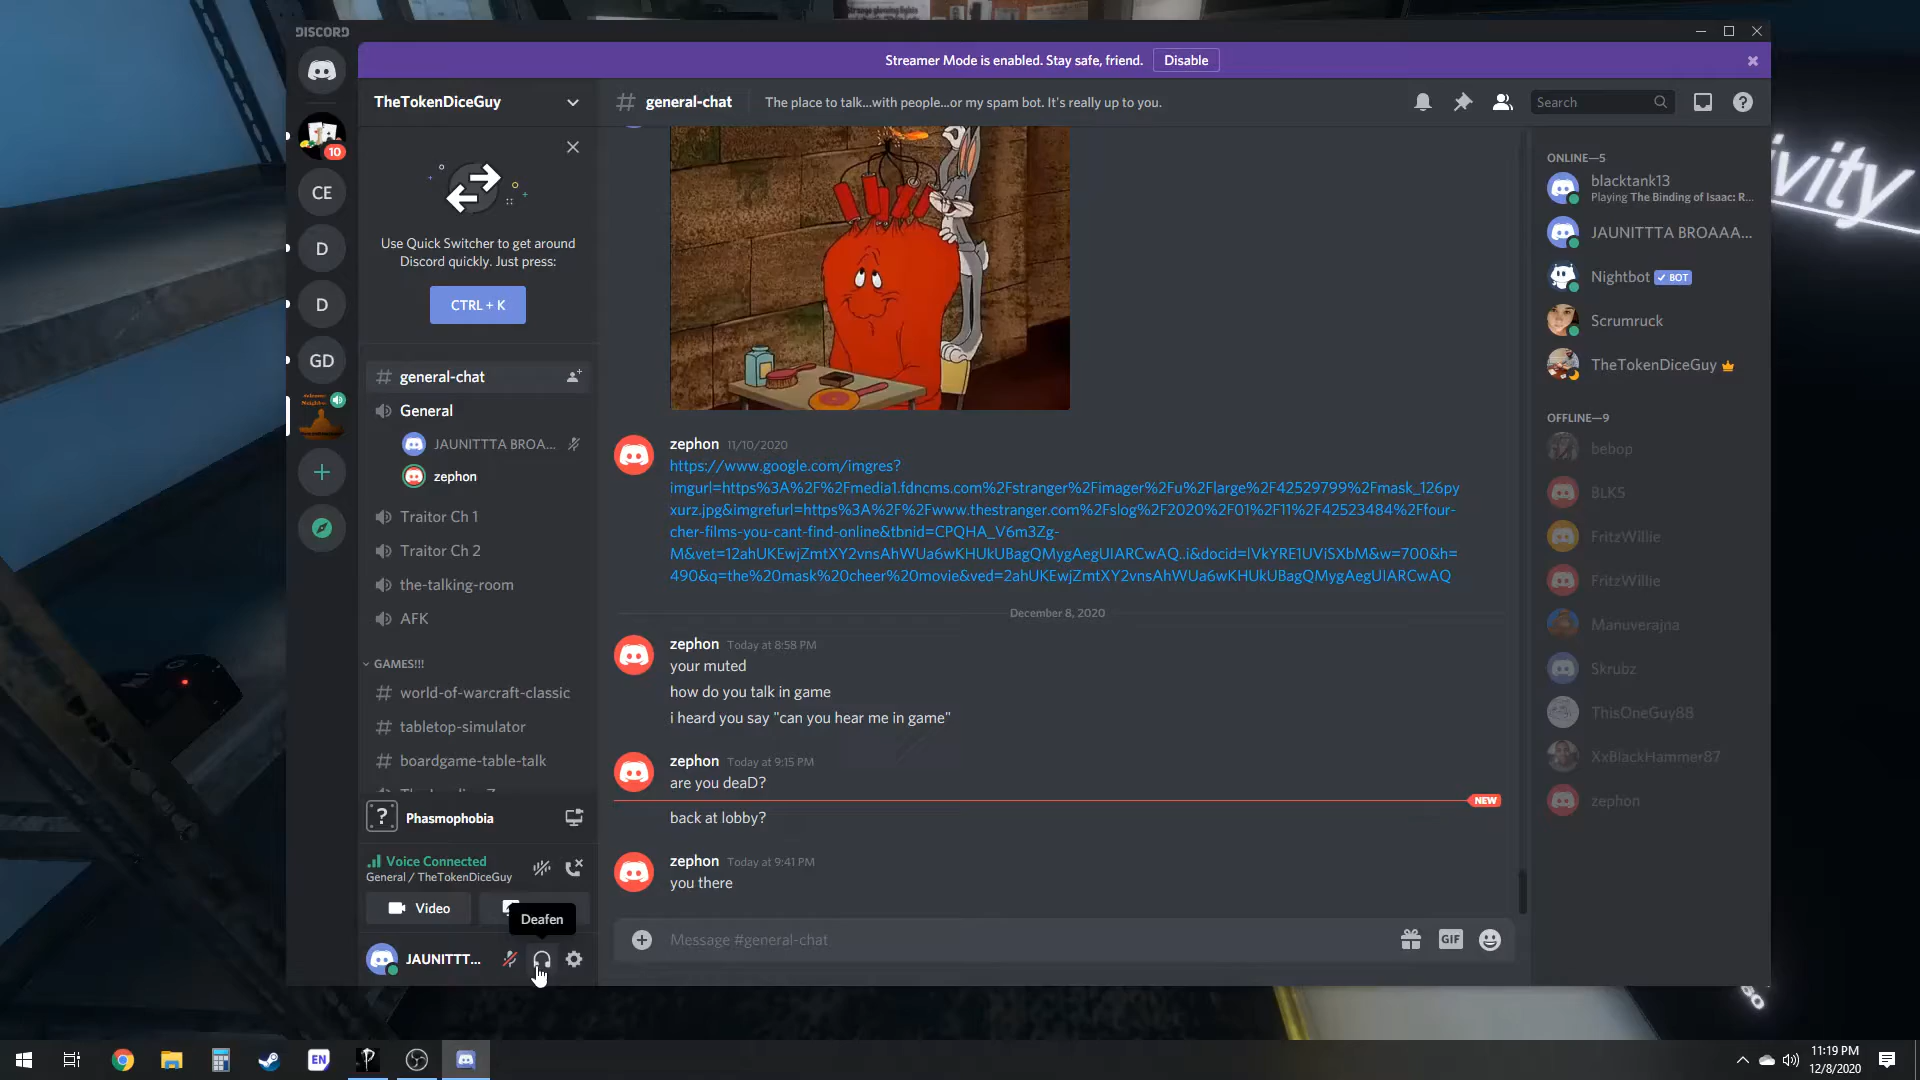 DISCORD
Streamer Mode is enabled. Stay safe, friend.
Disable
TheTokenDiceGuy
general-chat
The place to talk...with people...or my spam bot. It's really up to you.
Search
10
CE
D
D
GD
Use Quick Switcher to get around
Discord quickly. Just press:
CTRL + K
# general-chat
General
JAUNITTTA BROA...
zephon
Traitor Ch 1
Traitor Ch 2
the-talking-room
AFK
GAMES!!!
# world-of-warcraft-classic
# tabletop-simulator
# boardgame-table-talk
? Phasmophobia
Voice Connected
General / TheTokenDiceGuy
Video
Deafen
JAUNITTT...
zephon 11/10/2020
https://www.google.com/imgres?
imgurl=https%3A%2F%2Fmedia1.fdncms.com%2Fstranger%2Fimager%2Fu%2Flarge%2F42529799%2Fmask_126py
xurz.jpg&imgrefurl=https%3A%2F%2Fwww.thestranger.com%2Fslog%2F2020%2F01%2F11%2F42523484%2Ffour-
cher-films-you-cant-find-online&tbnid=CPQHA_V6m3Zg-
M&vet=12ahUKEwjZmtXY2vnsAhWUa6wKHUkUBagQMygAegUIARCwAQ..i&docid=lVkYRE1UViSXbM&w=700&h=
490&q=the%20mask%20cheer%20movie&ved=2ahUKEwjZmtXY2vnsAhWUa6wKHUkUBagQMygAegUIARCwAQ
December 8, 2020
zephon Today at 8:58 PM
your muted
how do you talk in game
i heard you say "can you hear me in game"
zephon Today at 9:15 PM
are you deaD?
NEW
back at lobby?
zephon Today at 9:41 PM
you there
Message #general-chat
GIF
ONLINE—5
blacktank13
Playing The Binding of Isaac: R...
JAUNITTTA BROAAA...
Nightbot BOT
Scrumruck
TheTokenDiceGuy
OFFLINE—9
bebop
BLK5
FritzWillie
FritzWillie
Manuverajna
Skrubz
ThisOneGuy88
XxBlackHammer87
zephon
ivity
EN
11:19 PM
12/8/2020